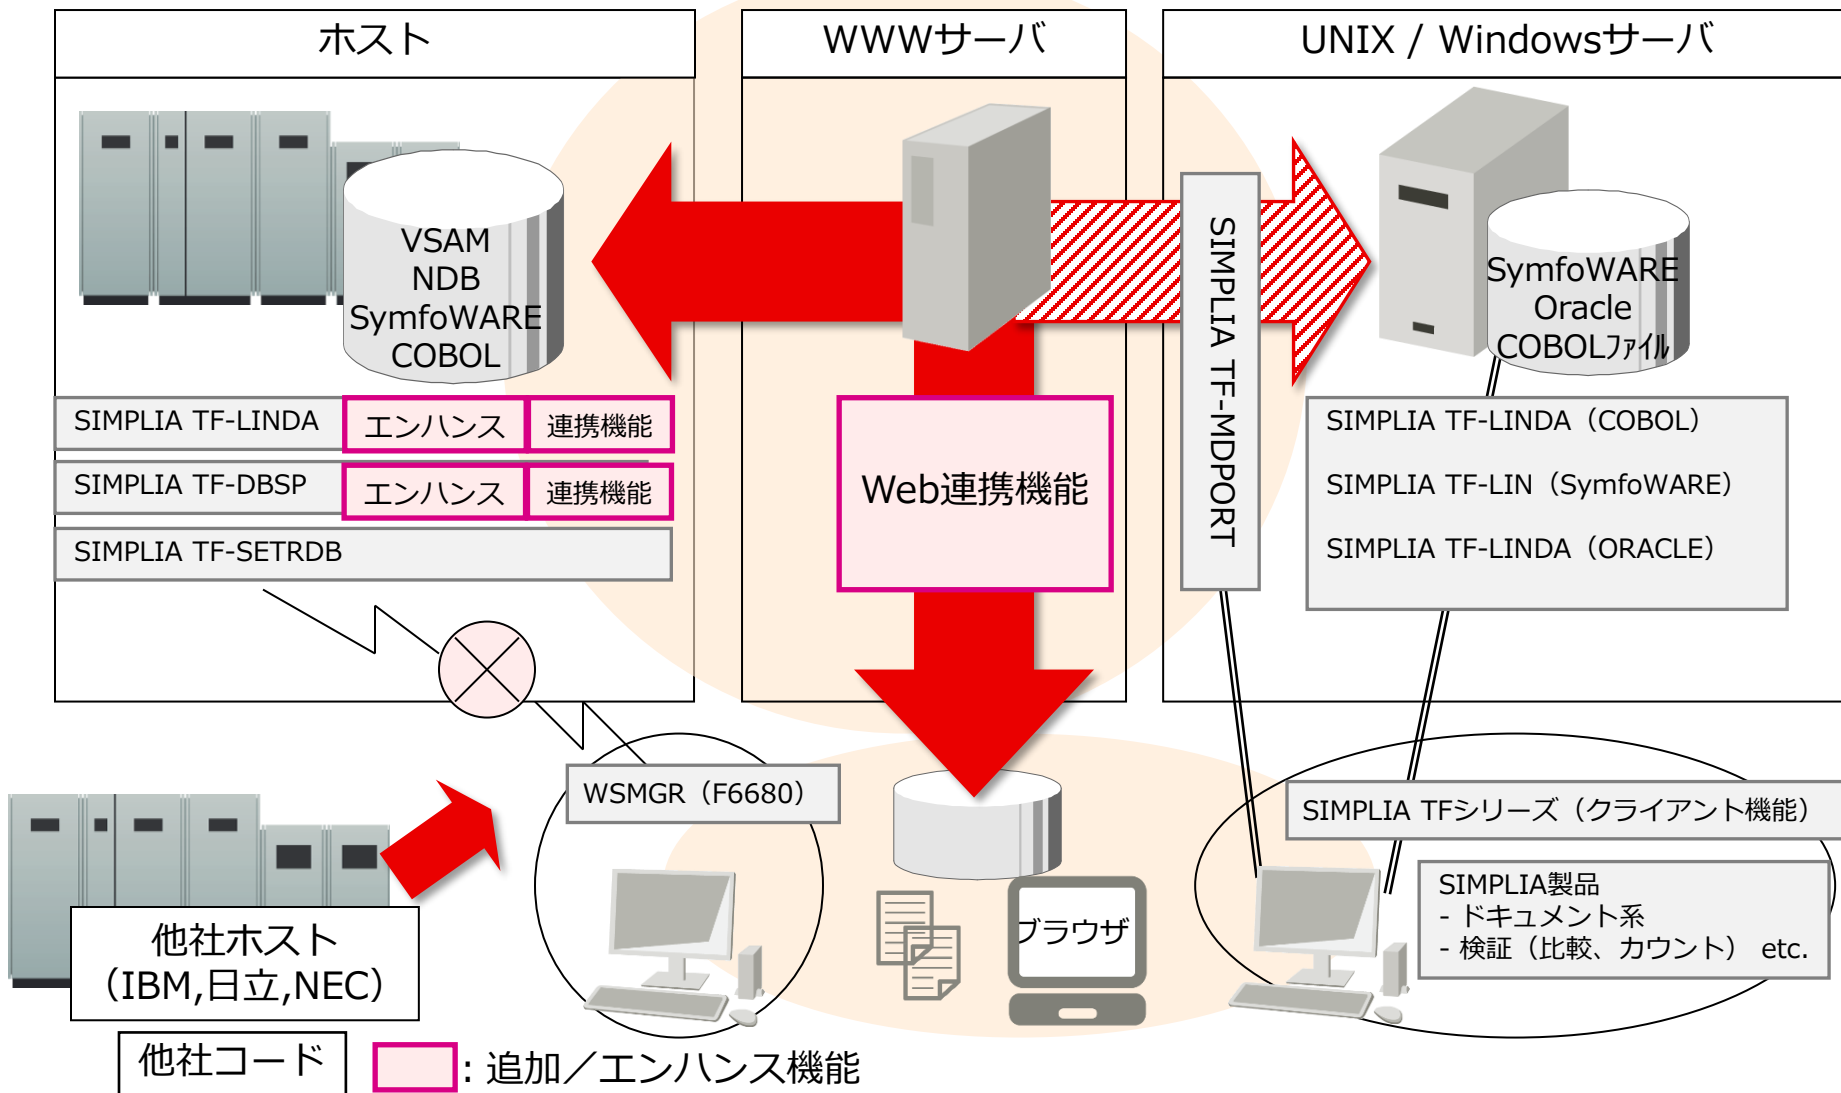 ホスト
WWWサーバ
UNIX / Windowsサーバ
VSAM
NDB
SymfoWARE
COBOL
SymfoWARE
Oracle
COBOLファイル
SIMPLIA TF-MDPORT
SIMPLIA TF-LINDA
エンハンス
連携機能
SIMPLIA TF-DBSP
エンハンス
連携機能
SIMPLIA TF-SETRDB
Web連携機能
SIMPLIA TF-LINDA（COBOL）
SIMPLIA TF-LIN（SymfoWARE）
SIMPLIA TF-LINDA（ORACLE）
WSMGR（F6680）
SIMPLIA TFシリーズ（クライアント機能）
SIMPLIA製品
- ドキュメント系
- 検証（比較、カウント） etc.
ブラウザ
他社ホスト
（IBM,日立,NEC）
他社コード
: 追加／エンハンス機能